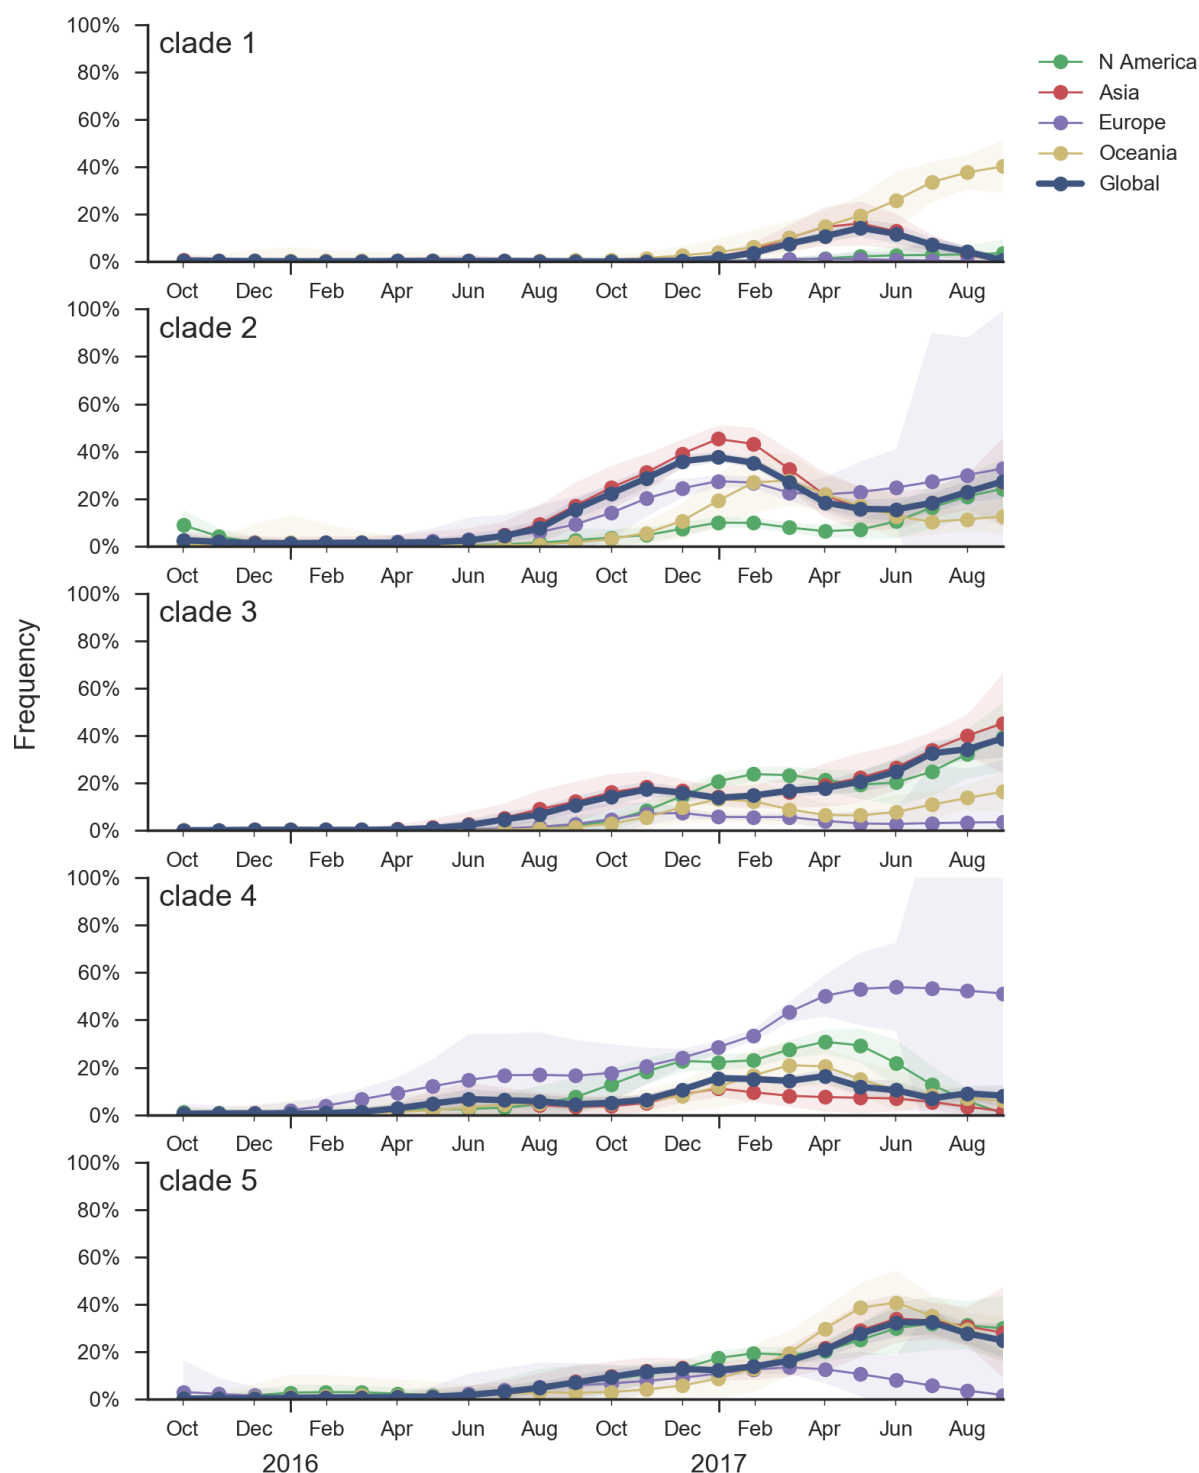 100%
clade 1
80%
60%
40%
20%
0%
Oct Dec Feb Apr Jun Aug Oct Dec Feb Apr Jun Aug
N America
Asia
Europe
Oceania
Global
100%
clade 2
80%
60%
40%
20%
0%
Oct Dec Feb Apr Jun Aug Oct Dec Feb Apr Jun Aug
Frequency
100%
clade 3
80%
60%
40%
20%
0%
Oct Dec Feb Apr Jun Aug Oct Dec Feb Apr Jun Aug
100%
clade 4
80%
60%
40%
20%
0%
Oct Dec Feb Apr Jun Aug Oct Dec Feb Apr Jun Aug
100%
clade 5
80%
60%
40%
20%
0%
Oct Dec Feb Apr Jun Aug Oct Dec Feb Apr Jun Aug
2016 2017